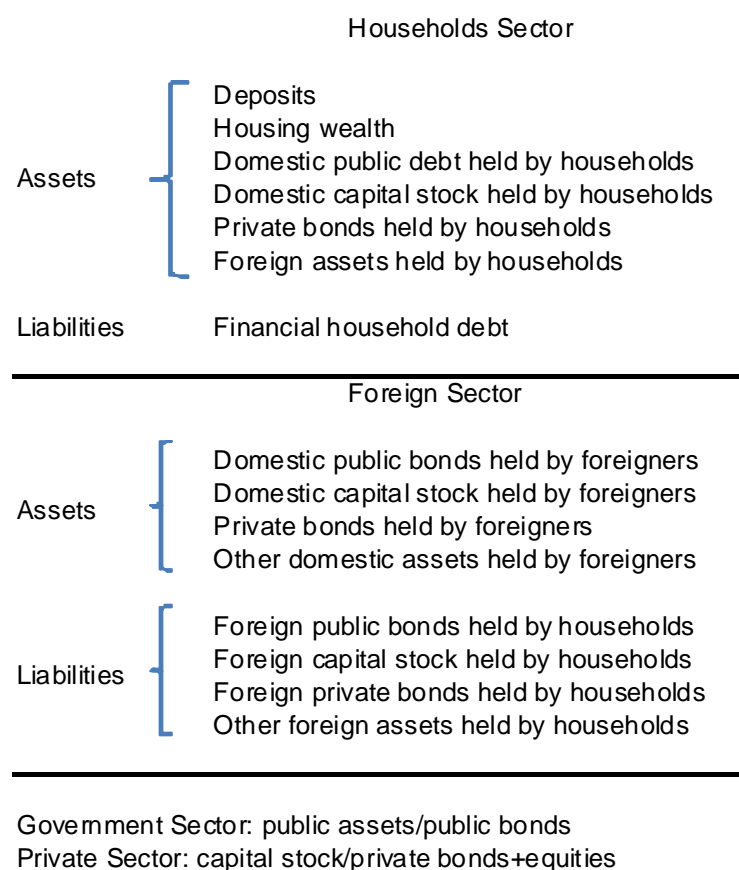 Households Sector
Deposits
Housing wealth
Assets
Domestic public debt held by households
Domestic capital stock held by households
Private bonds held by households
Foreign assets held by households
Liabilities Financial household debt
Foreign Sector
Domestic public bonds held by foreigners
Domestic capital stock held by foreigners
Assets
Private bonds held by foreigners
Other domestic assets held by foreigners
Foreign public bonds held by households
Foreign capital stock held by households
Liabilities
Foreign private bonds held by households
Other foreign assets held by households
Government Sector: public assets/public bonds
Private Sector: capital stock/private bonds+equities